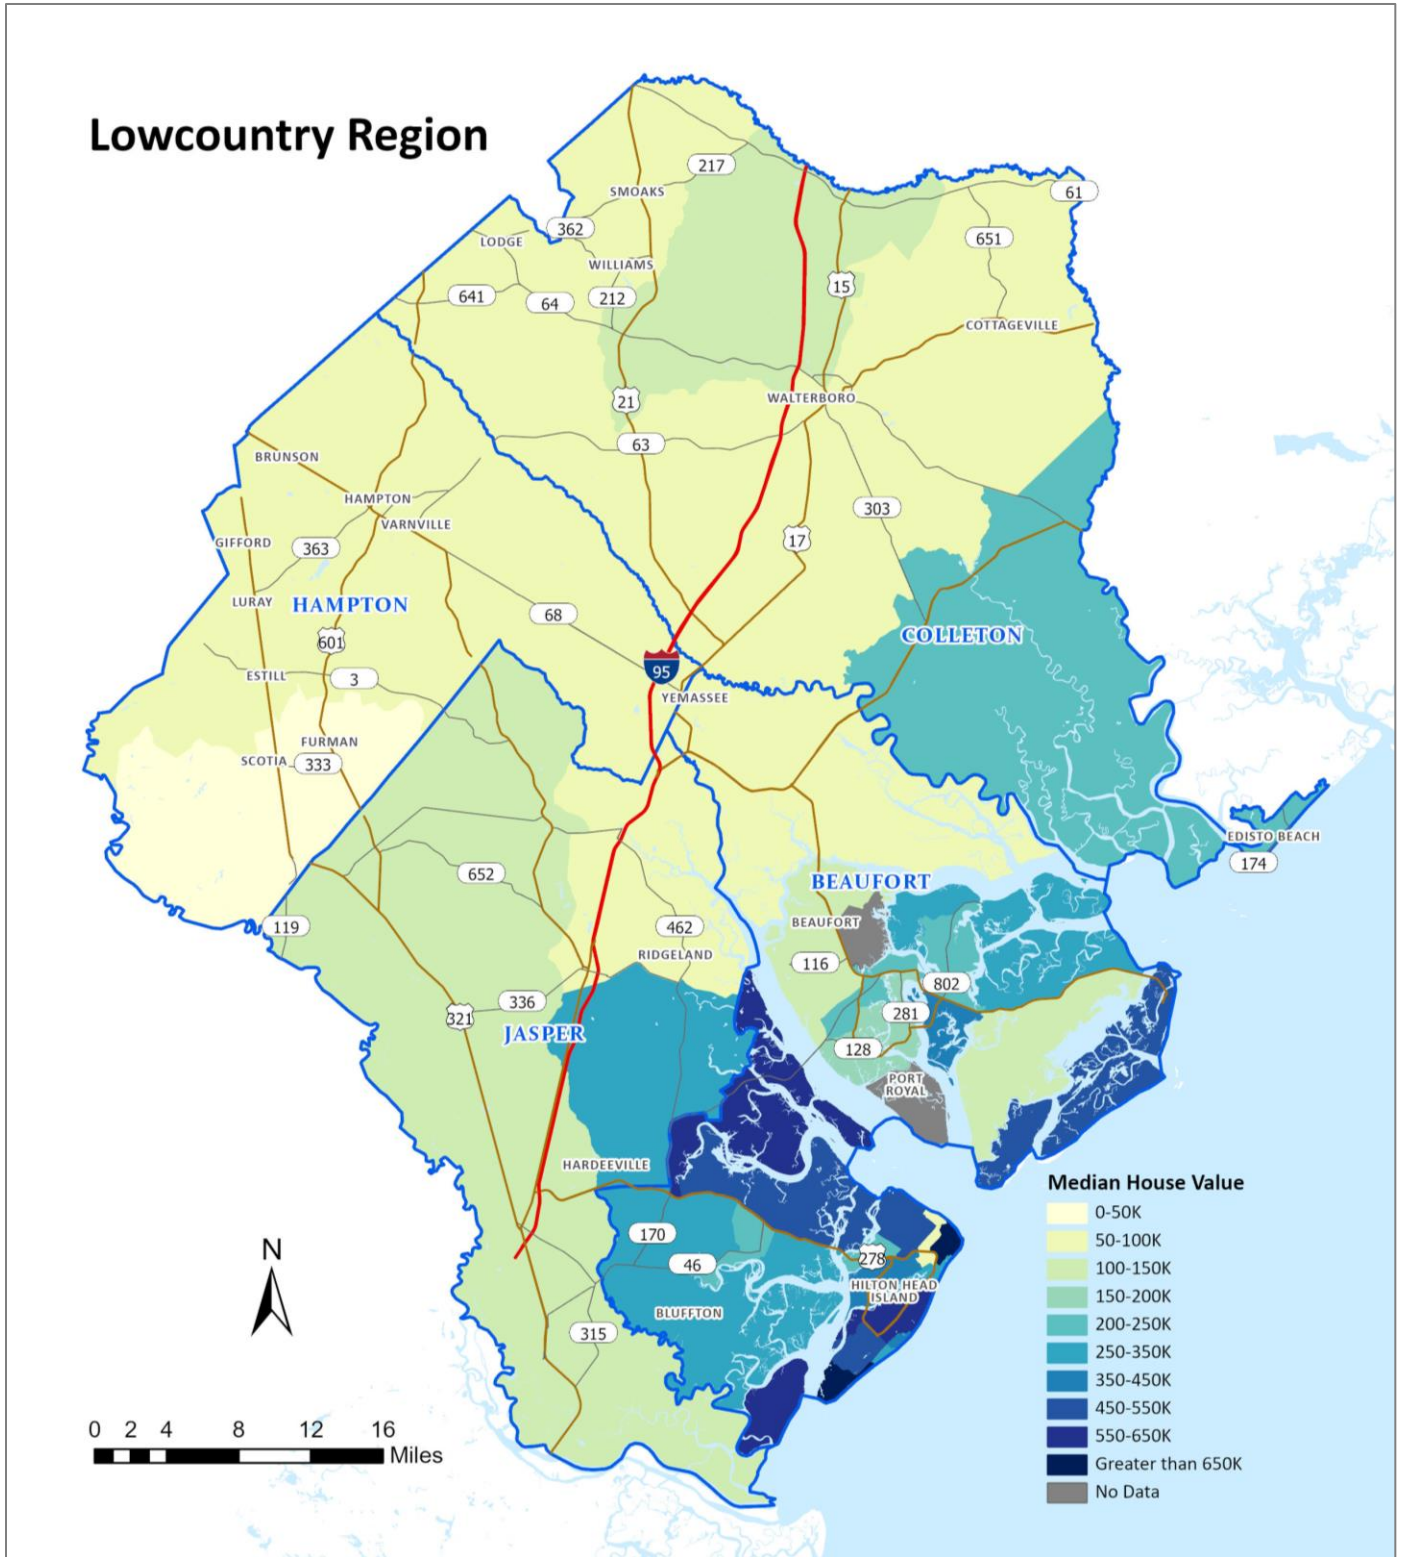 Lowcountry Region
217
SMOAKS
61
362
LODGE
651
WILLIAMS
15
641
64
212
COTTAGEVILLE
WALTERBORO
21
63
BRUNSON
HAMPTON
303
VARNVILLE
17
GIFFORD
363
LURAY
HAMPTON
68
601
COLLETON
95
ESTILL
3
YEMASSEE
FURMAN
SCOTIA
333
EDISTO BEACH
174
652
BEAUFORT
119
462
BEAUFORT
RIDGELAND
116
802
336
321
281
JASPER
128
PORT
ROYAL
HARDEEVILLE
170
46
278
HILTON HEAD
ISLAND
BLUFFTON
315
Median House Value
0-50K
50-100K
100-150K
150-200K
200-250K
250-350K
350-450K
450-550K
550-650K
Greater than 650K
No Data
N
0 2 4 8 12 16
Miles